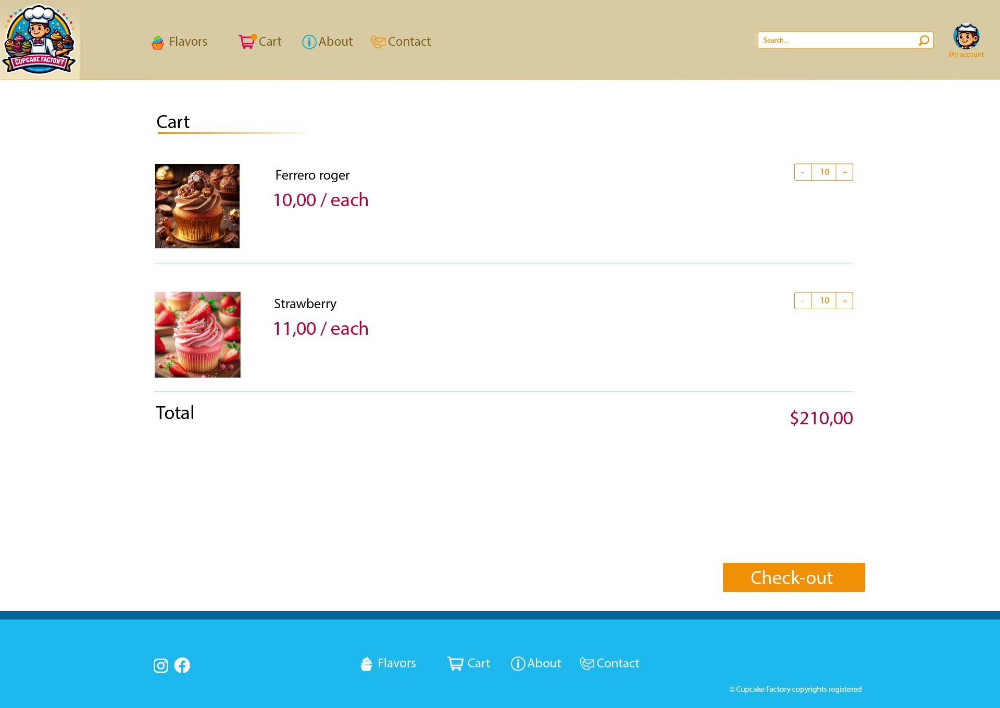 CUPCAKE FACTORY
Flavors
Cart
About
Contact
Search...
My account
Cart
Ferrero roger
10,00 / each
- 10 +
Strawberry
11,00 / each
- 10 +
Total
$210,00
Check-out
Flavors
Cart
About
Contact
© Cupcake Factory copyrights registered